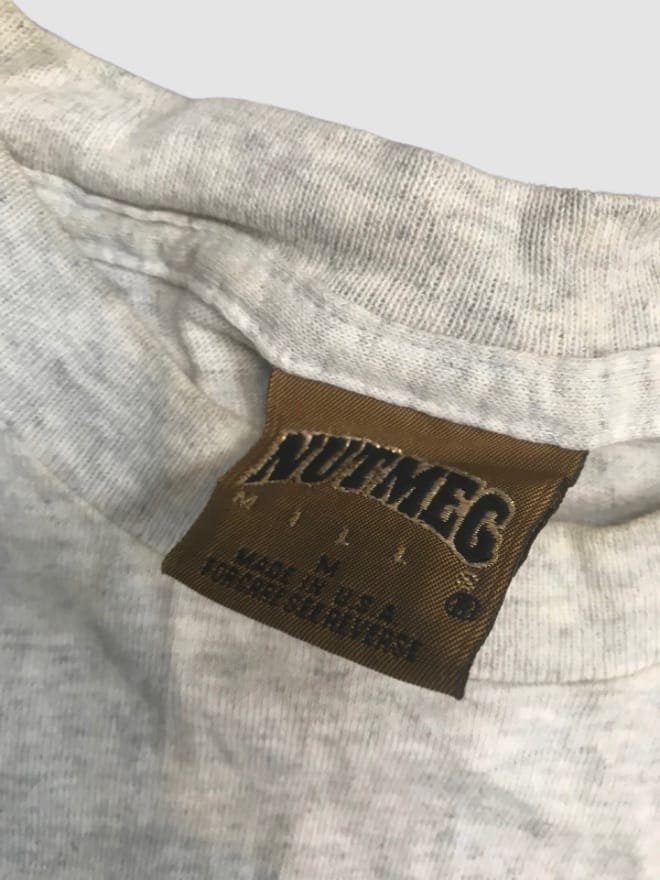 NUTMEG
MILLS
M
MADE IN U.S.A.
FOR CARE SEE REVERSE